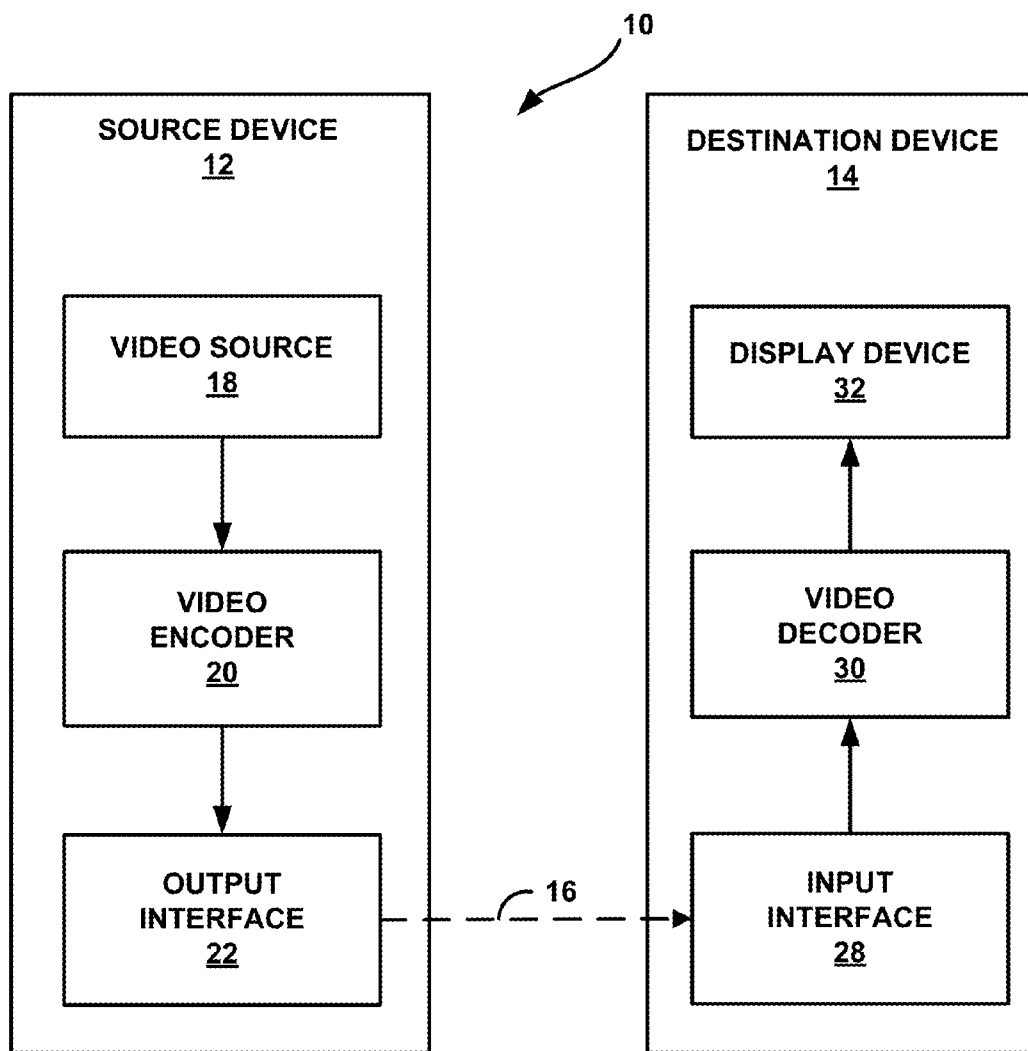 10
SOURCE DEVICE
12
VIDEO SOURCE
18
VIDEO
ENCODER
20
OUTPUT
INTERFACE
22
16
DESTINATION DEVICE
14
DISPLAY DEVICE
32
VIDEO
DECODER
30
INPUT
INTERFACE
28